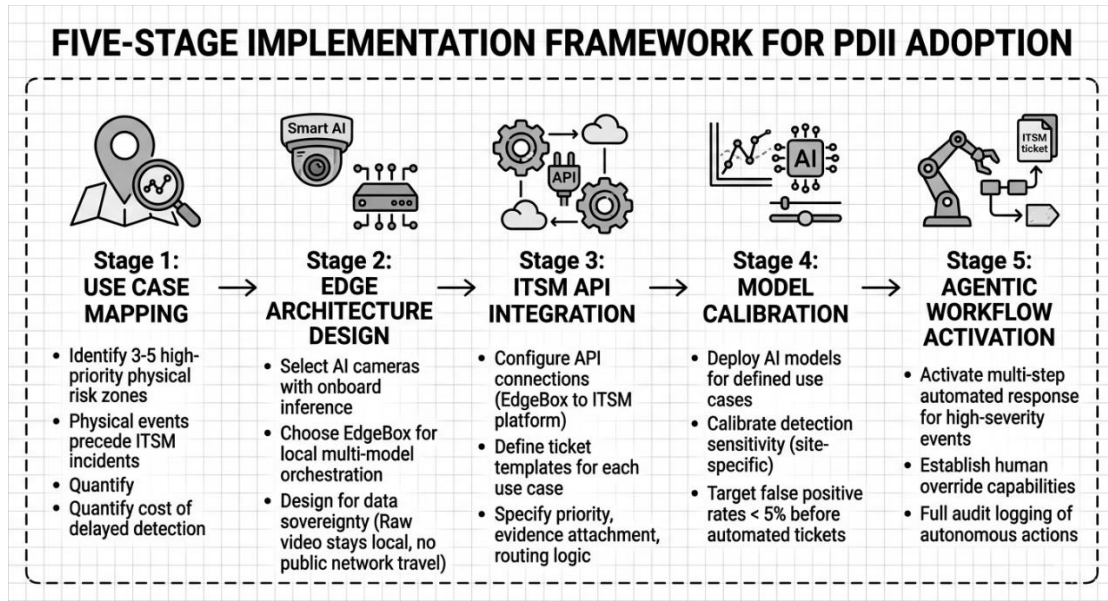 FIVE-STAGE IMPLEMENTATION FRAMEWORK FOR PDII ADOPTION
Smart AI
API
AI
ITSM
ticket
Stage 1:
USE CASE
MAPPING
• Identify 3-5 high-
priority physical
risk zones
• Physical events
precede ITSM
incidents
• Quantify
• Quantify cost of
delayed detection
Stage 2:
EDGE
ARCHITECTURE
DESIGN
• Select AI cameras
with onboard
inference
• Choose EdgeBox for
local multi-model
orchestration
• Design for data
sovereignty (Raw
video stays local, no
public network travel)
Stage 3:
ITSM API
INTEGRATION
• Configure API
connections
(EdgeBox to ITSM
platform)
• Define ticket
templates for each
use case
• Specify priority,
evidence attachment,
routing logic
Stage 4:
MODEL
CALIBRATION
• Deploy AI models
for defined use
cases
• Calibrate detection
sensitivity (site-
specific)
• Target false positive
rates < 5% before
automated tickets
Stage 5:
AGENTIC
WORKFLOW
ACTIVATION
• Activate multi-step
automated response
for high-severity
events
• Establish human
override capabilities
• Full audit logging of
autonomous actions